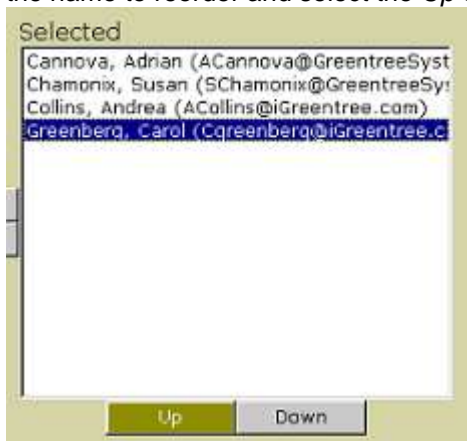 the name to reorder and select the Up
Selected
Cannova, Adrian (ACannova@GreentreeSyst
Chamonix, Susan (SChamonix@GreentreeSys
Collins, Andrea (ACollins@iGreentree.com)
Greenberg, Carol (Cgreenberg@iGreentree.c
Up
Down